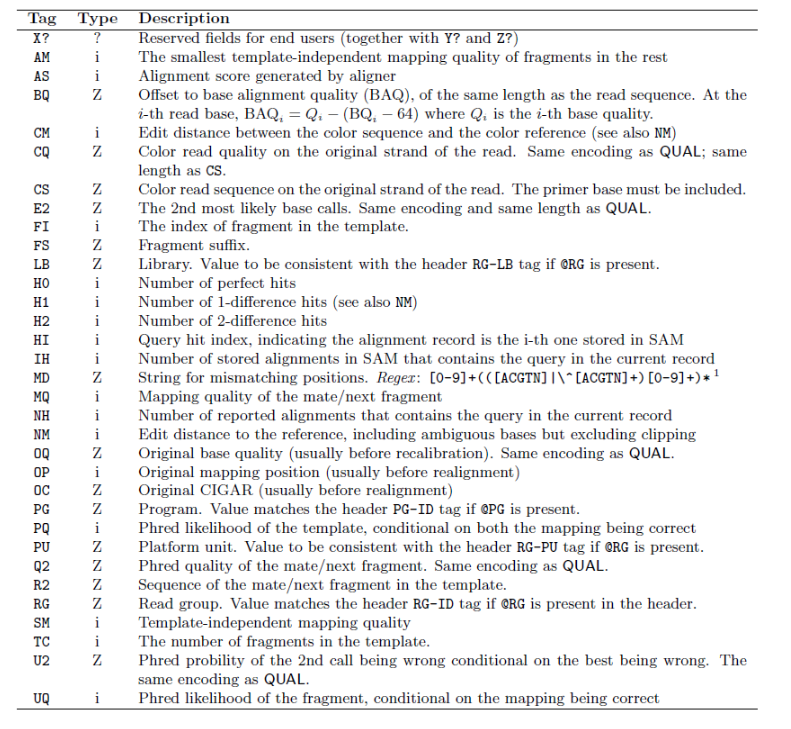 Tag Type Description
X? ? Reserved fields for end users (together with Y? and Z?)
AM i The smallest template-independent mapping quality of fragments in the rest
AS i Alignment score generated by aligner
BQ Z Offset to base alignment quality (BAQ), of the same length as the read sequence. At the
i-th read base, BAQᵢ = Qᵢ − (BQᵢ − 64) where Qᵢ is the i-th base quality.
CM i Edit distance between the color sequence and the color reference (see also NM)
CQ Z Color read quality on the original strand of the read. Same encoding as QUAL; same
length as CS.
CS Z Color read sequence on the original strand of the read. The primer base must be included.
E2 Z The 2nd most likely base calls. Same encoding and same length as QUAL.
FI i The index of fragment in the template.
FS Z Fragment suffix.
LB Z Library. Value to be consistent with the header RG-LB tag if @RG is present.
H0 i Number of perfect hits
H1 i Number of 1-difference hits (see also NM)
H2 i Number of 2-difference hits
HI i Query hit index, indicating the alignment record is the i-th one stored in SAM
IH i Number of stored alignments in SAM that contains the query in the current record
MD Z String for mismatching positions. Regex: [0-9]+(([ACGTN]|\^[ACGTN]+)[0-9]+)* ¹
MQ i Mapping quality of the mate/next fragment
NH i Number of reported alignments that contains the query in the current record
NM i Edit distance to the reference, including ambiguous bases but excluding clipping
OQ Z Original base quality (usually before recalibration). Same encoding as QUAL.
OP i Original mapping position (usually before realignment)
OC Z Original CIGAR (usually before realignment)
PG Z Program. Value matches the header PG-ID tag if @PG is present.
PQ i Phred likelihood of the template, conditional on both the mapping being correct
PU Z Platform unit. Value to be consistent with the header RG-PU tag if @RG is present.
Q2 Z Phred quality of the mate/next fragment. Same encoding as QUAL.
R2 Z Sequence of the mate/next fragment in the template.
RG Z Read group. Value matches the header RG-ID tag if @RG is present in the header.
SM i Template-independent mapping quality
TC i The number of fragments in the template.
U2 Z Phred probility of the 2nd call being wrong conditional on the best being wrong. The
same encoding as QUAL.
UQ i Phred likelihood of the fragment, conditional on the mapping being correct